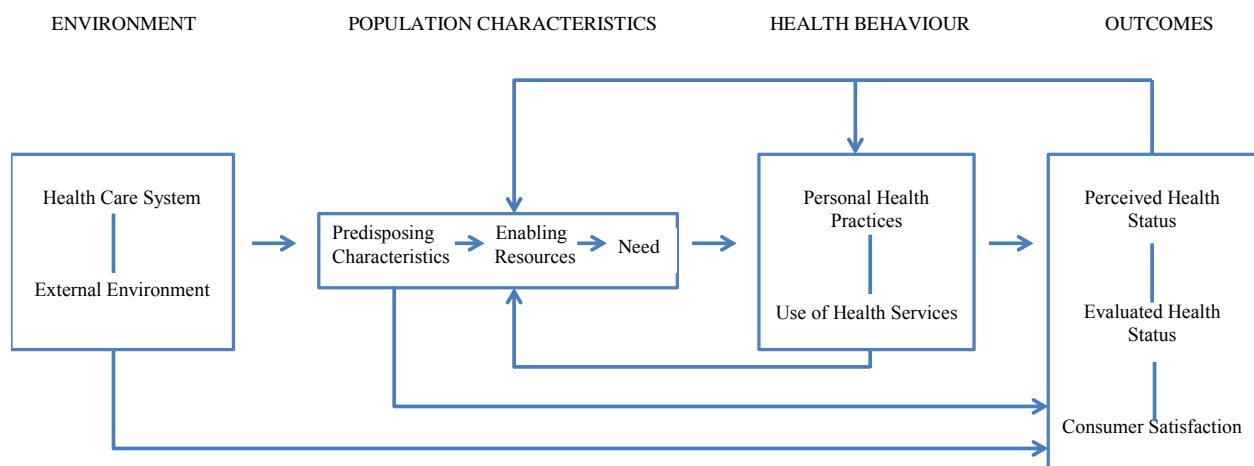 ENVIRONMENT
POPULATION CHARACTERISTICS
HEALTH BEHAVIOUR
OUTCOMES
Health Care System
External Environment
Predisposing
Characteristics
Enabling
Resources
Need
Personal Health
Practices
Use of Health Services
Perceived Health
Status
Evaluated Health
Status
Consumer Satisfaction